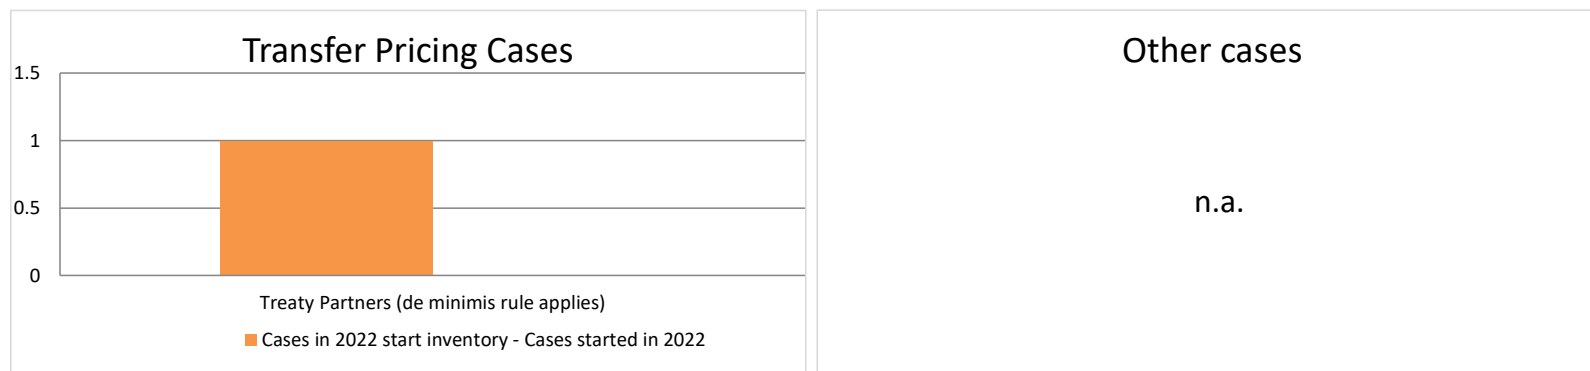 Transfer Pricing Cases
1.5
1
0.5
0
Treaty Partners (de minimis rule applies)
Cases in 2022 start inventory - Cases started in 2022
Other cases
n.a.